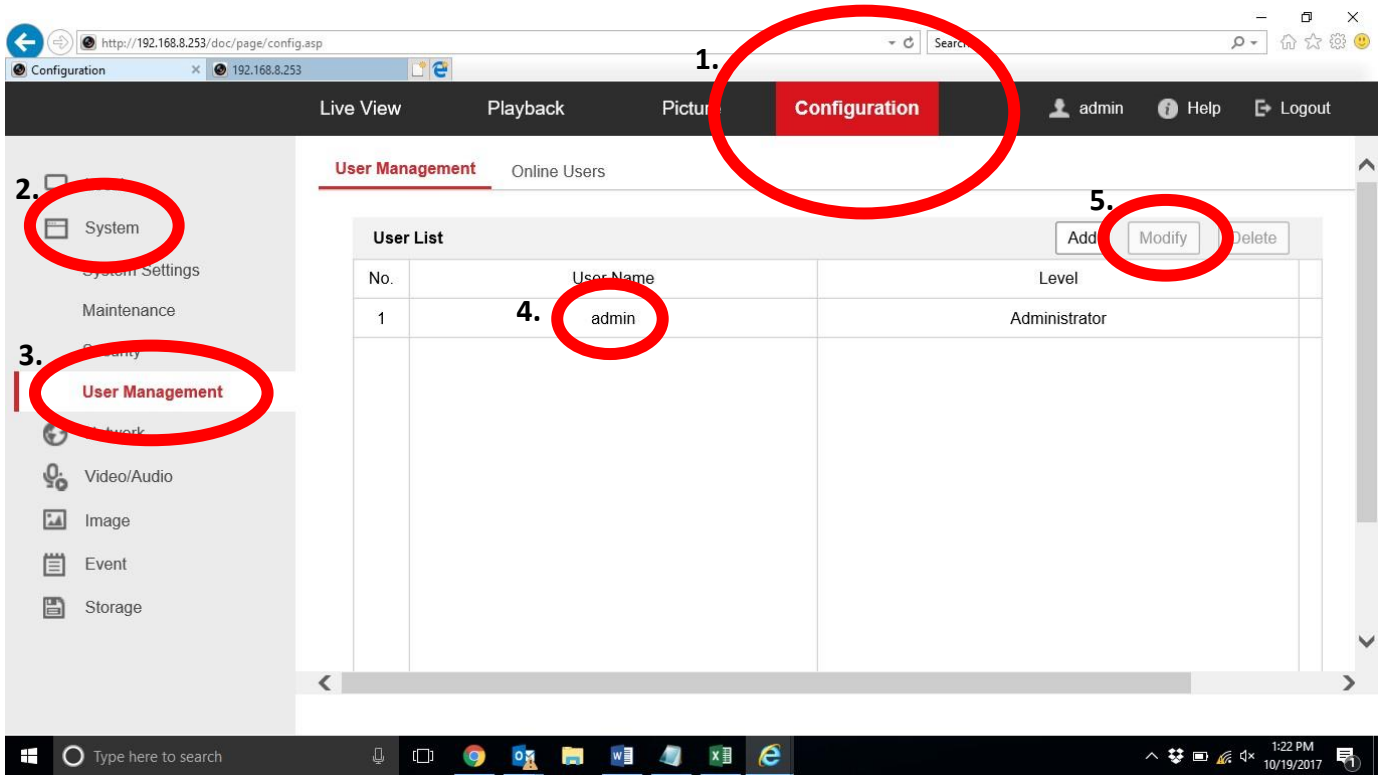 http://192.168.8.253/doc/page/config.asp
Search...
Configuration
192.168.8.253
1.
Live View Playback Picture Configuration admin Help Logout
User Management Online Users
2.
System
5.
User List Add Modify Delete
System Settings
No. User Name Level
Maintenance
4.
1 admin Administrator
3.
Security
User Management
Network
Video/Audio
Image
Event
Storage
Type here to search
1:22 PM
10/19/2017